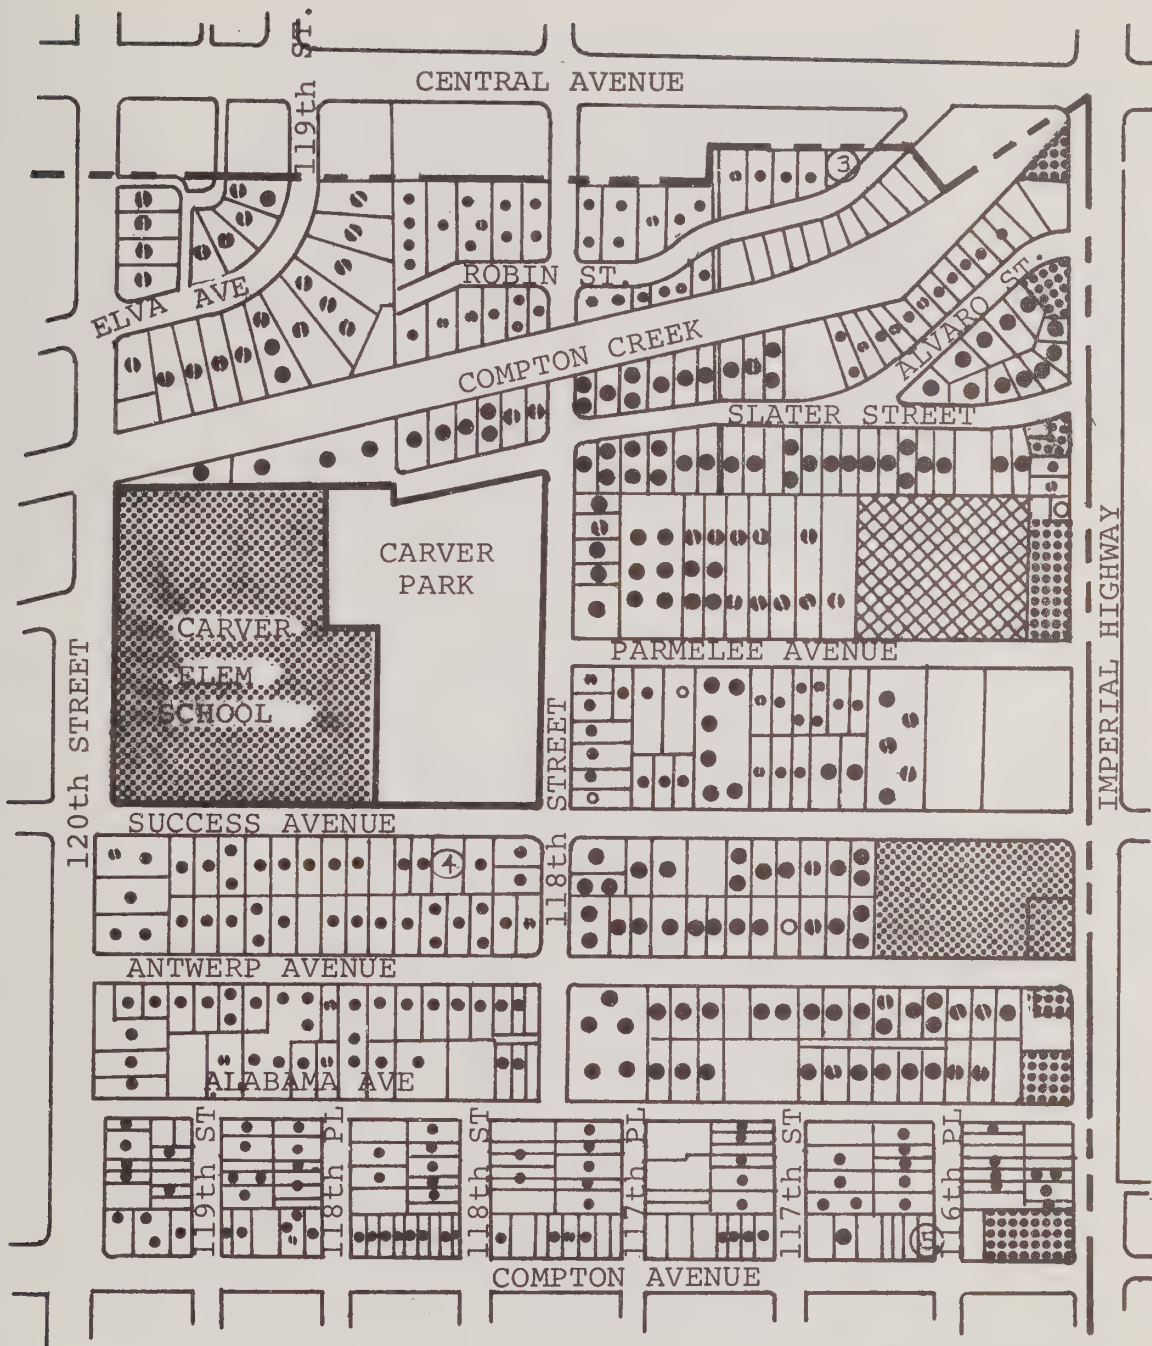 119th ST.
CENTRAL AVENUE
3
ROBIN ST.
ELVA AVE
COMPTON CREEK
ALVARO ST.
SLATER STREET
CARVER
PARK
CARVER
ELEM
SCHOOL
PARMELEE AVENUE
IMPERIAL HIGHWAY
120th STREET
118th STREET
SUCCESS AVENUE
4
ANTWERP AVENUE
ALABAMA AVE
119th ST
118th PL
118th ST
117th PL
117th ST
116th PL
COMPTON AVENUE